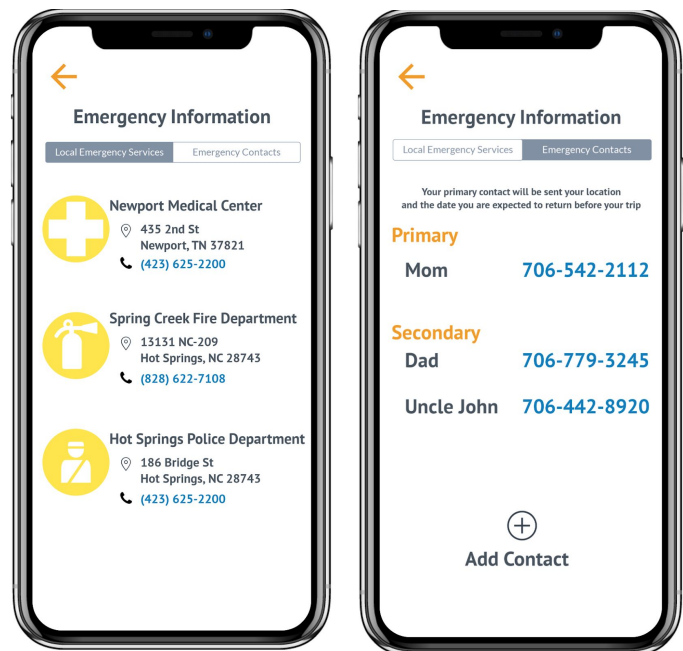 Emergency Information
Local Emergency Services
Emergency Contacts
Newport Medical Center
435 2nd St
Newport, TN 37821
(423) 625-2200
Spring Creek Fire Department
13131 NC-209
Hot Springs, NC 28743
(828) 622-7108
Hot Springs Police Department
186 Bridge St
Hot Springs, NC 28743
(423) 625-2200
Emergency Information
Local Emergency Services
Emergency Contacts
Your primary contact will be sent your location
and the date you are expected to return before your trip
Primary
Mom 706-542-2112
Secondary
Dad 706-779-3245
Uncle John 706-442-8920
Add Contact